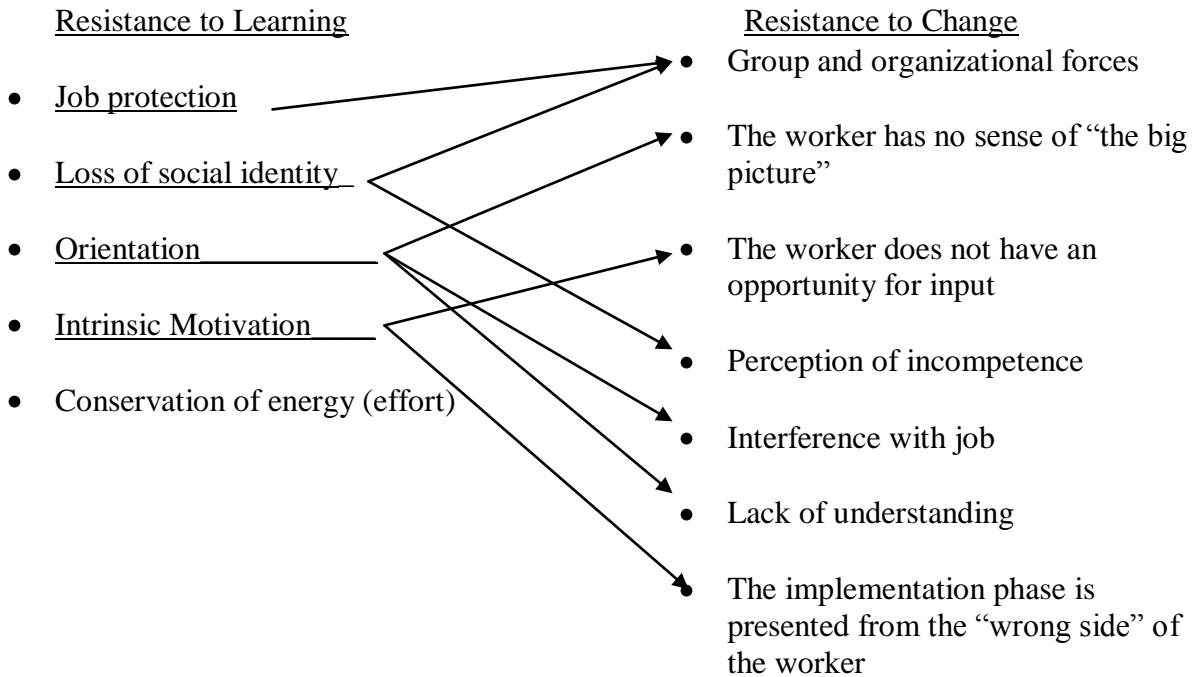 Resistance to Learning
Job protection
Loss of social identity_
Orientation___________
Intrinsic Motivation____
Conservation of energy (effort)
Resistance to Change
Group and organizational forces
The worker has no sense of “the big
picture”
The worker does not have an
opportunity for input
Perception of incompetence
Interference with job
Lack of understanding
The implementation phase is
presented from the “wrong side” of
the worker